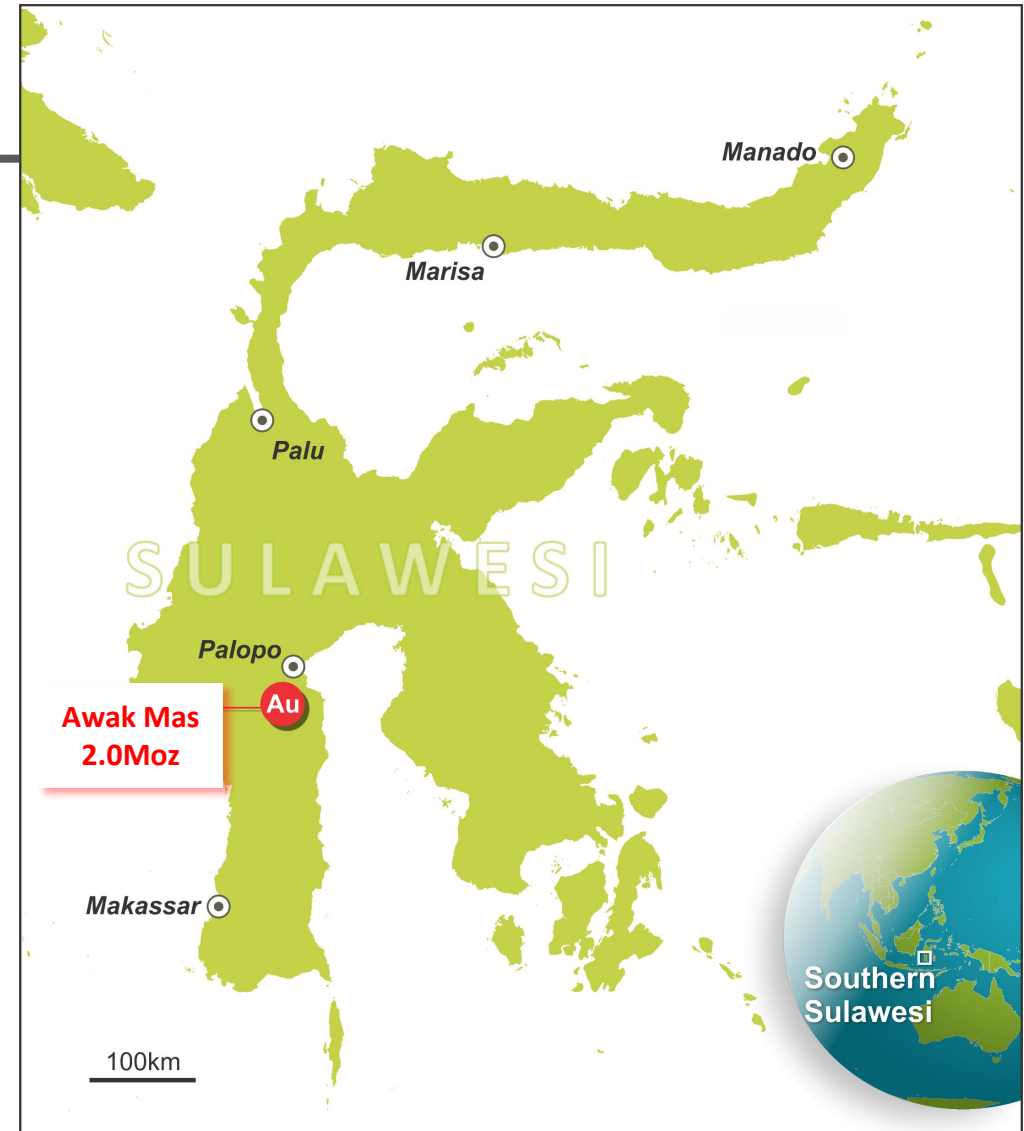 Manado
Marisa
Palu
SULAWESI
Palopo
Au
Awak Mas
2.0Moz
Makassar
Southern
Sulawesi
100km